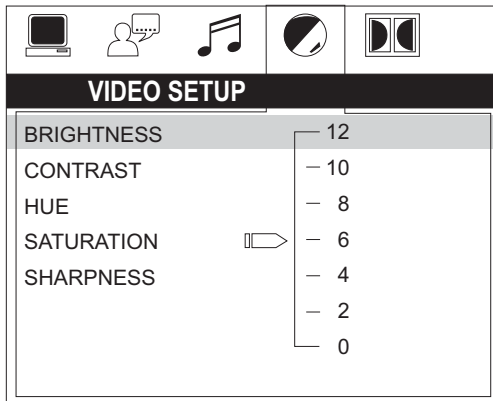 VIDEO SETUP
BRIGHTNESS 12
CONTRAST 10
HUE 8
SATURATION 6
SHARPNESS 4
2
0